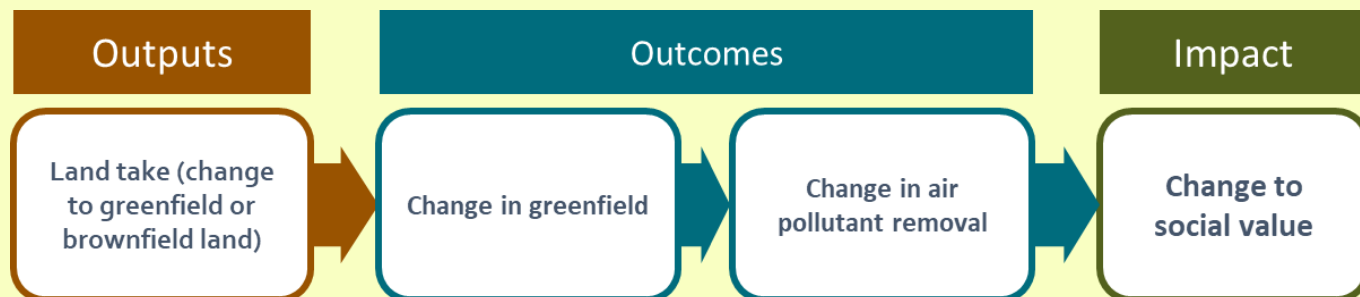 Outputs
Outcomes
Impact
Land take (change
to greenfield or
brownfield land)
Change in greenfield
Change in air
pollutant removal
Change to
social value